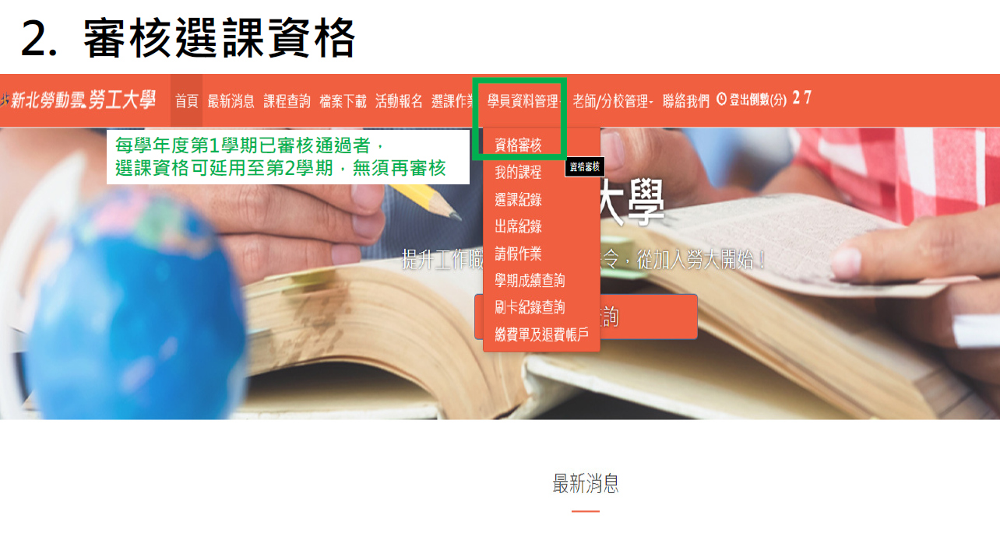 2. 審核選課資格
新北勞動雲 勞工大學 首頁 最新消息 課程查詢 檔案下載 活動報名 選課作業 學員資料管理 老師/分校管理 聯絡我們 登出倒數(分) 27
每學年度第1學期已審核通過者，
選課資格可延用至第2學期，無須再審核
資格審核
資格審核
我的課程
大學
選課紀錄
出席紀錄
請假作業
提升工作職 令，從加入勞大開始！
學期成績查詢
刷卡紀錄查詢
詢
繳費單及退費帳戶
最新消息